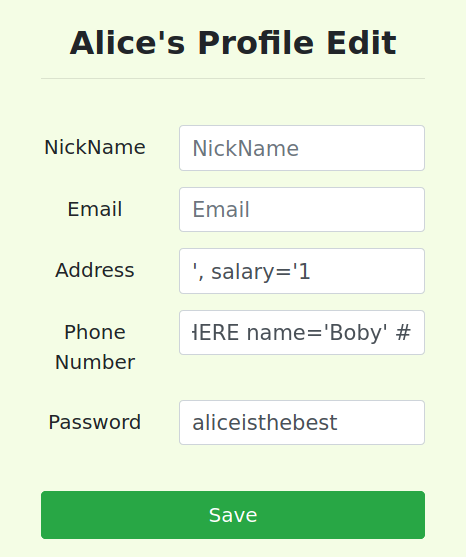 Alice's Profile Edit
NickName
NickName
Email
Email
Address
', salary='1
Phone
Number
HERE name='Boby' #
Password
aliceisthebest
Save